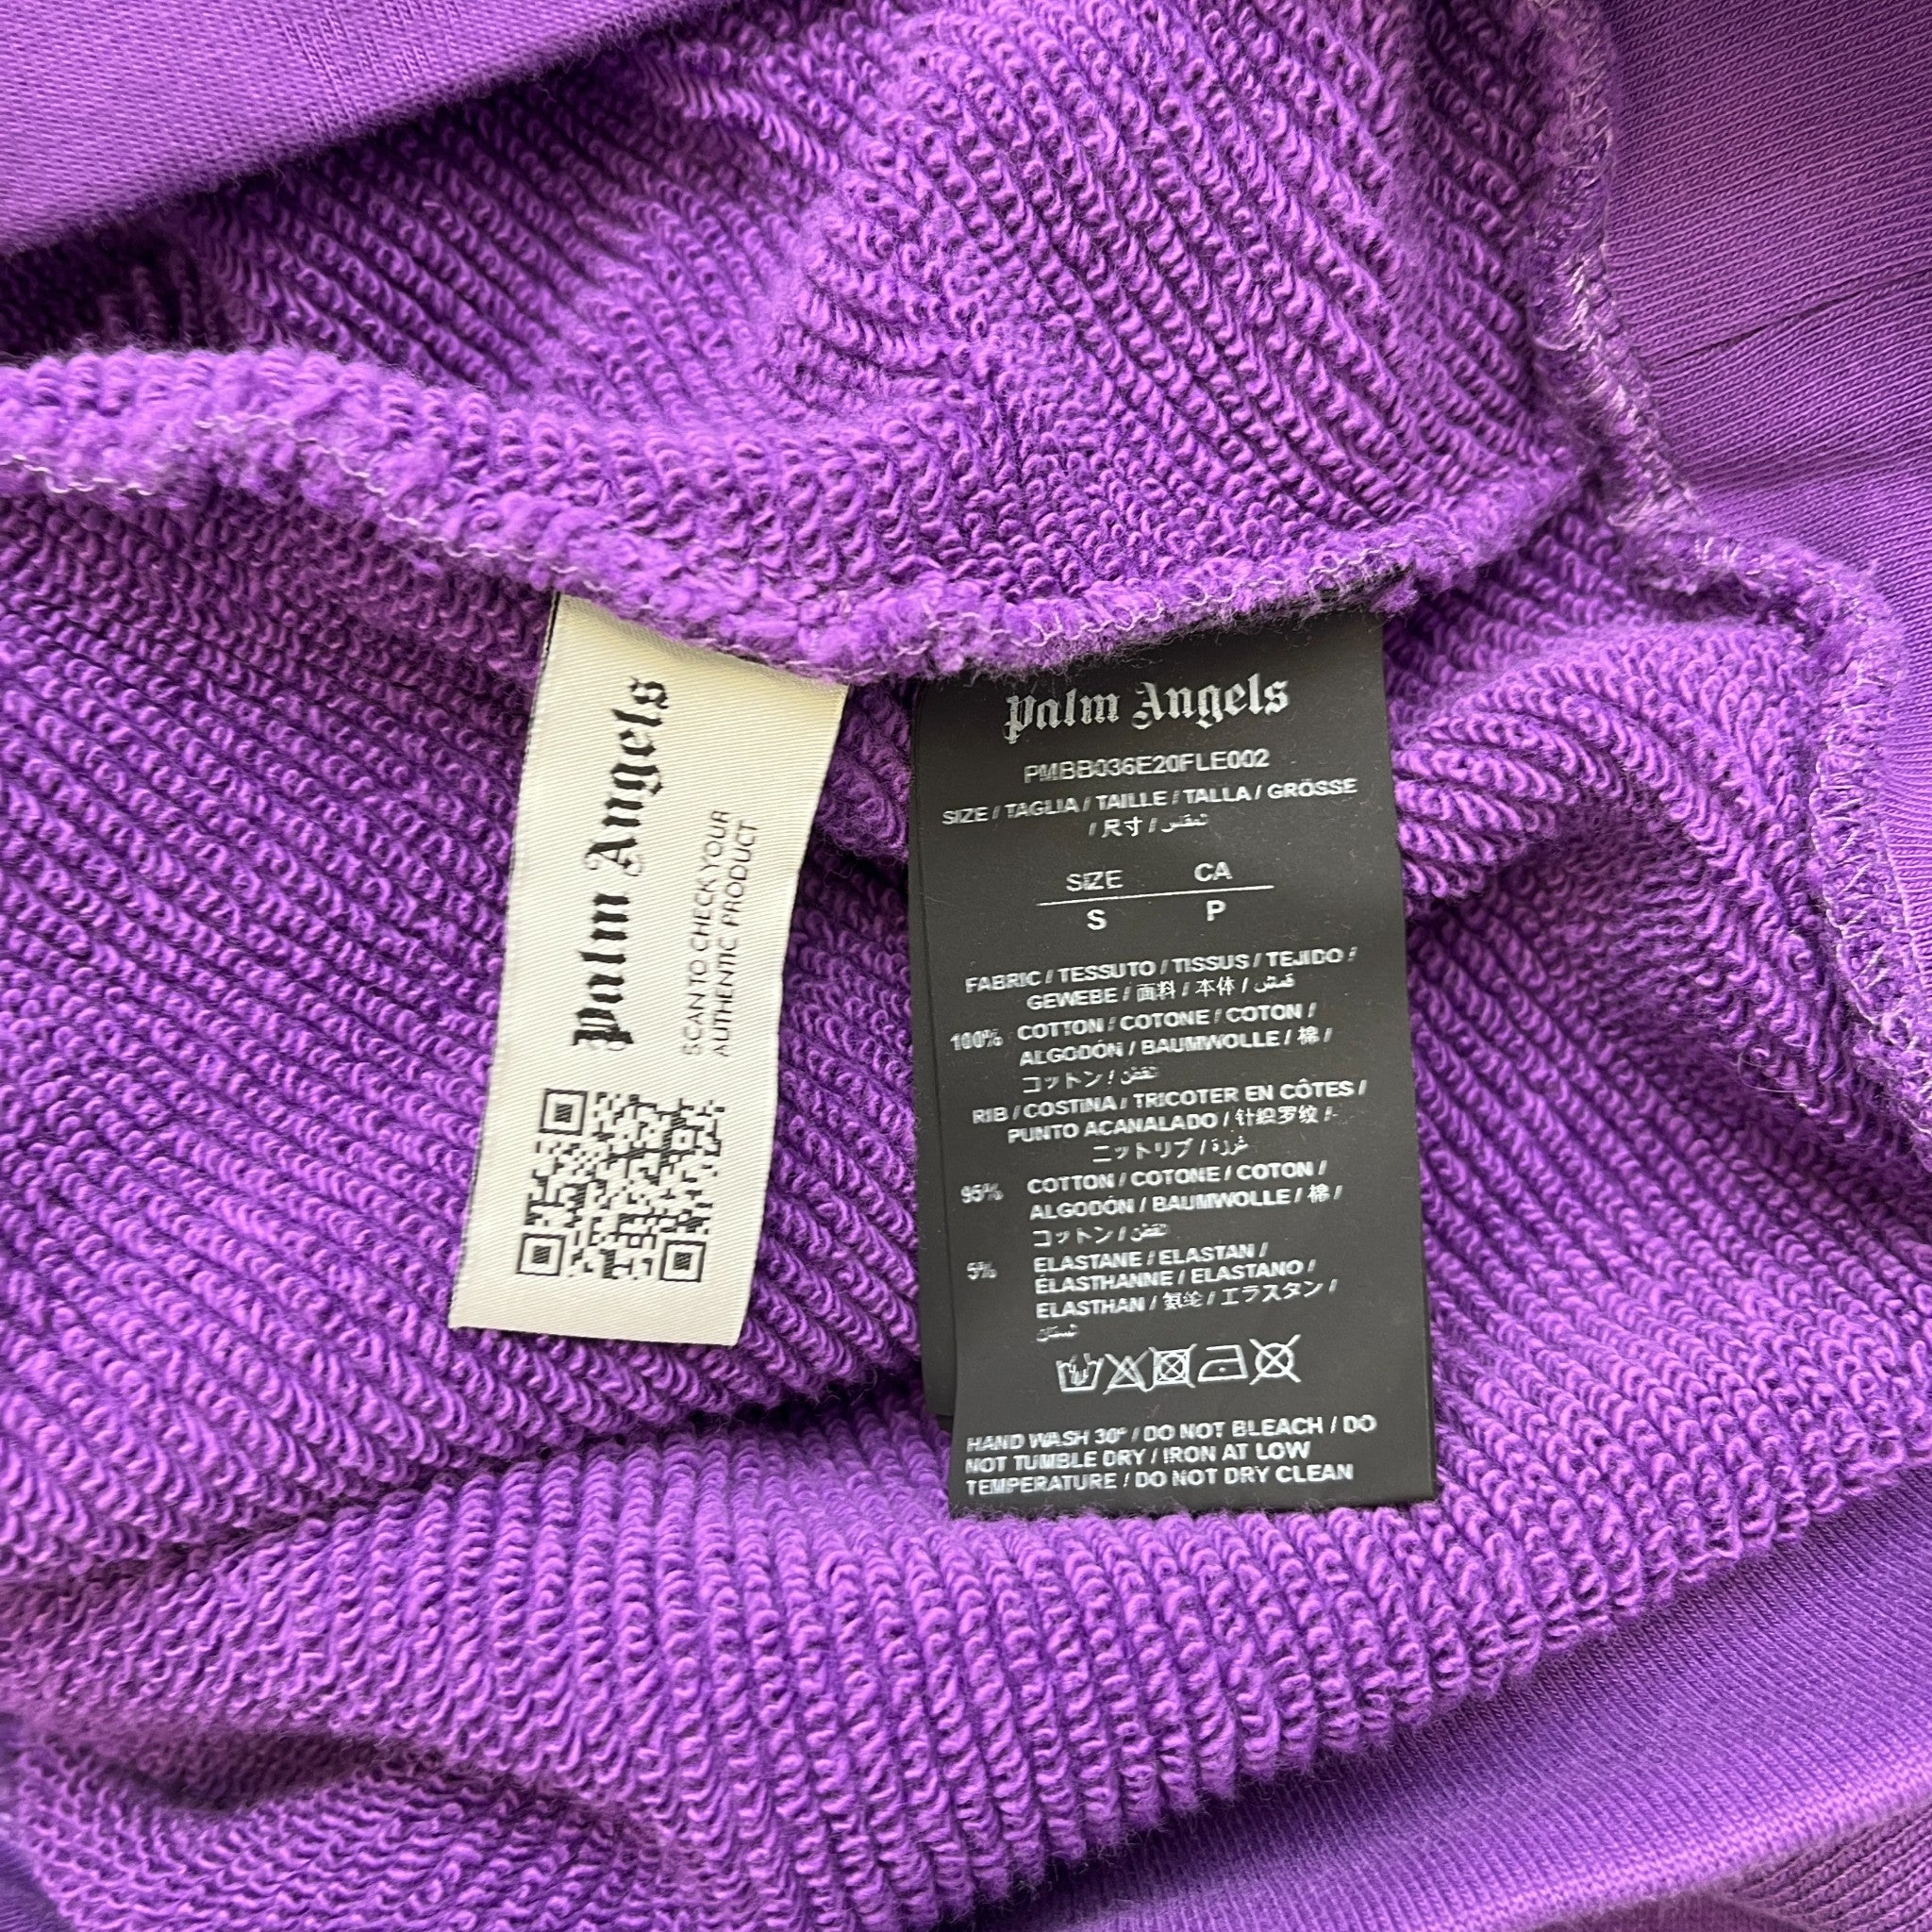 Palm Angels
SCAN TO CHECK YOUR
AUTHENTIC PRODUCT
Palm Angels
PMBB036E20FLE002
SIZE / TAGLIA / TAILLE / TALLA / GRÖSSE
/ 尺寸 /
SIZE CA
S P
FABRIC / TESSUTO / TISSUS / TEJIDO /
GEWEBE / 面料 / 本体 / قمش
100% COTTON / COTONE / COTON /
ALGODÓN / BAUMWOLLE / 棉 /
コットン /
RIB / COSTINA / TRICOTER EN CÔTES /
PUNTO ACANALADO / 针织罗纹 /
ニットリブ /
95% COTTON / COTONE / COTON /
ALGODÓN / BAUMWOLLE / 棉 /
コットン /
5% ELASTANE / ELASTAN /
ÉLASTHANNE / ELASTANO /
ELASTHAN / 氨纶 / エラスタン /
HAND WASH 30° / DO NOT BLEACH / DO
NOT TUMBLE DRY / IRON AT LOW
TEMPERATURE / DO NOT DRY CLEAN